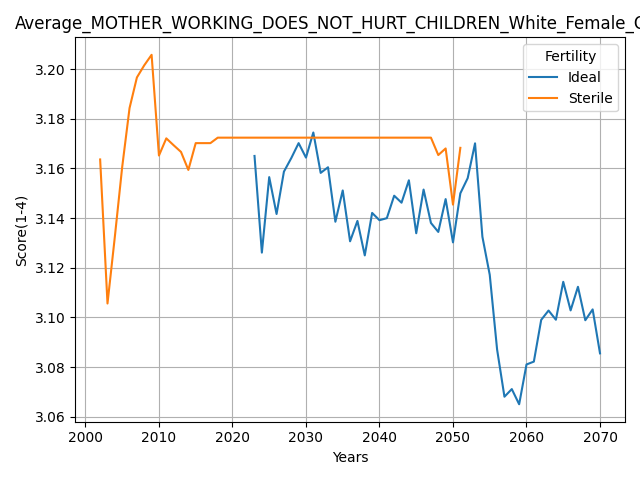 Average_MOTHER_WORKING_DOES_NOT_HURT_CHILDREN_White_Female_
Fertility
Ideal
Sterile
Score(1-4)
3.20
3.18
3.16
3.14
3.12
3.10
3.08
3.06
2000 2010 2020 2030 2040 2050 2060 2070
Years